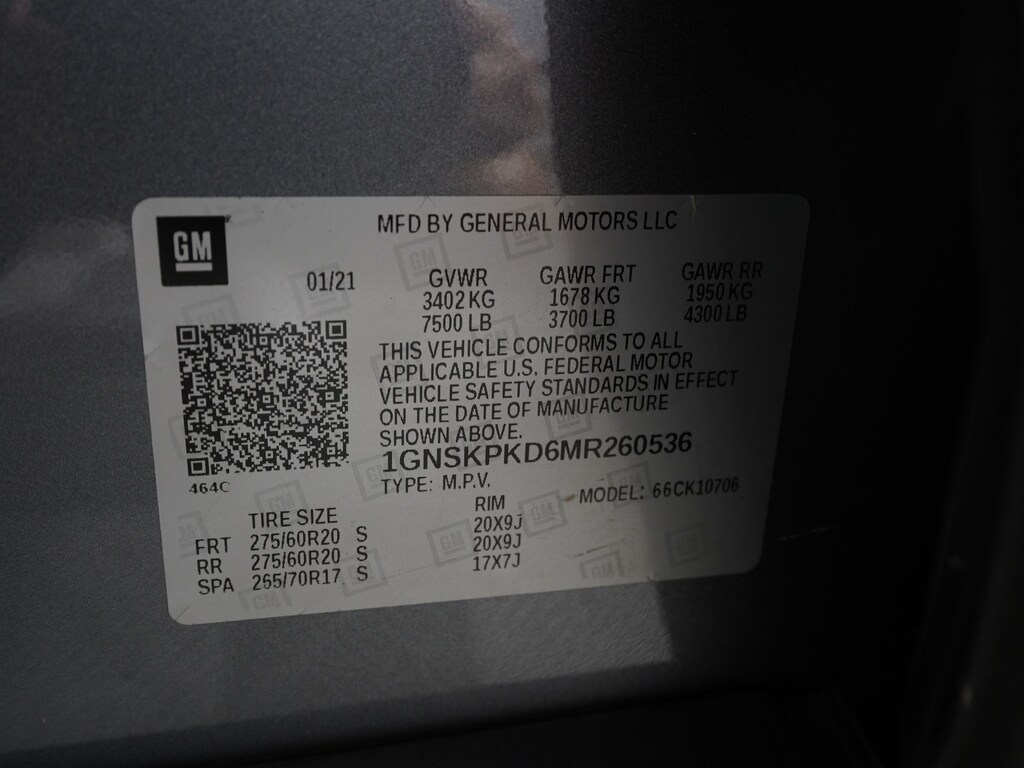 GM
MFD BY GENERAL MOTORS LLC
01/21 GVWR GAWR FRT GAWR RR
3402 KG 1678 KG 1950 KG
7500 LB 3700 LB 4300 LB
THIS VEHICLE CONFORMS TO ALL
APPLICABLE U.S. FEDERAL MOTOR
VEHICLE SAFETY STANDARDS IN EFFECT
ON THE DATE OF MANUFACTURE
SHOWN ABOVE.
1GNSKPKD6MR260536
464C
TYPE: M.P.V. MODEL: 66CK10706
TIRE SIZE RIM
FRT 275/60R20 S 20X9J
RR 275/60R20 S 20X9J
SPA 265/70R17 S 17X7J